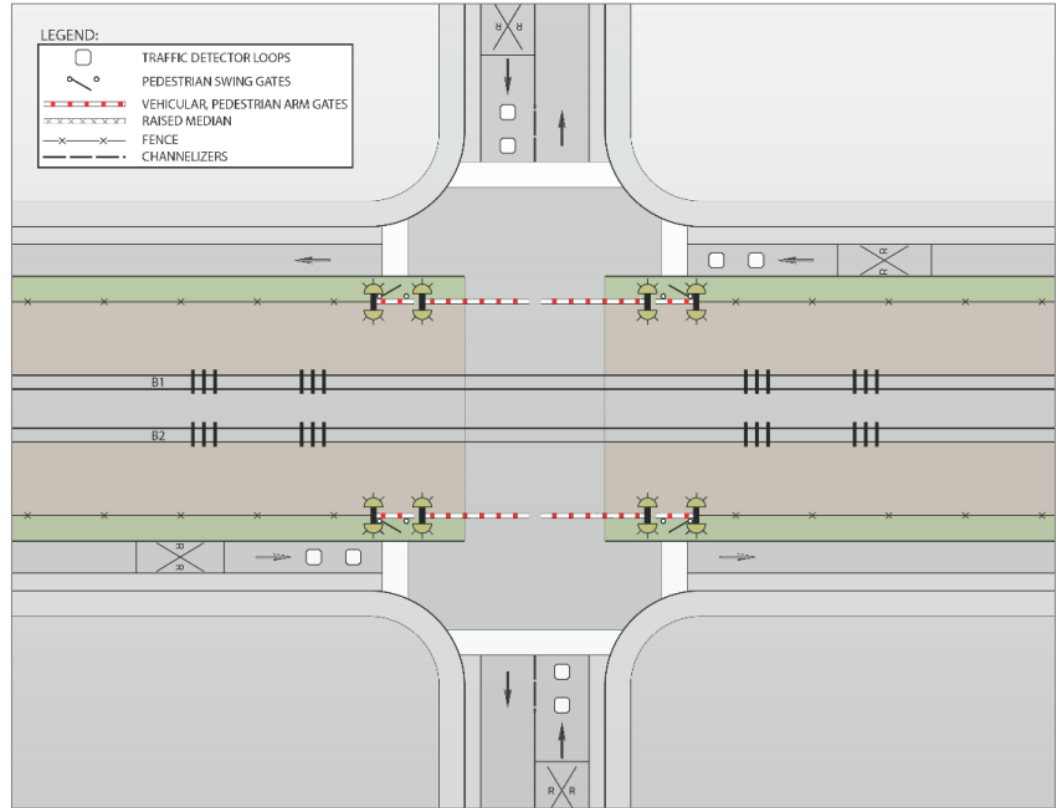 LEGEND:
TRAFFIC DETECTOR LOOPS
PEDESTRIAN SWING GATES
VEHICULAR, PEDESTRIAN ARM GATES
RAISED MEDIAN
FENCE
CHANNELIZERS
R R
R
R
B1
B2
R
R
R R